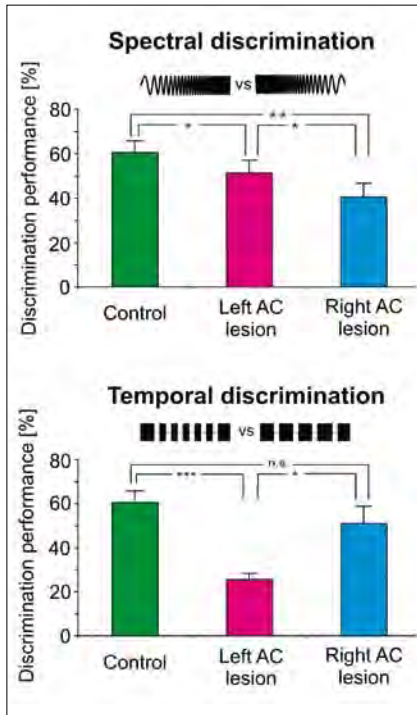 Spectral discrimination
vs
Discrimination performance [%]
80
60
40
20
0
**
*
*
Control
Left AC
lesion
Right AC
lesion
Temporal discrimination
vs
Discrimination performance [%]
80
60
40
20
0
n.s.
***
*
Control
Left AC
lesion
Right AC
lesion